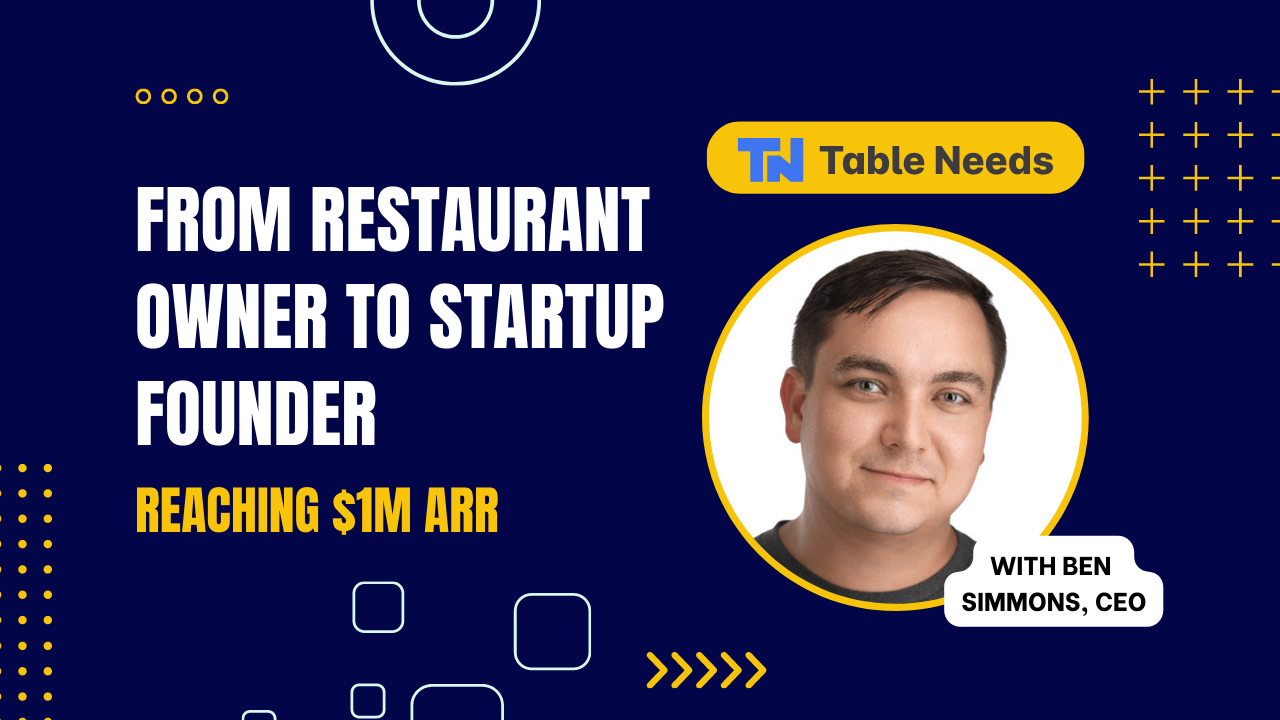 FROM RESTAURANT
OWNER TO STARTUP
FOUNDER
REACHING $1M ARR
TN Table Needs
WITH BEN
SIMMONS, CEO